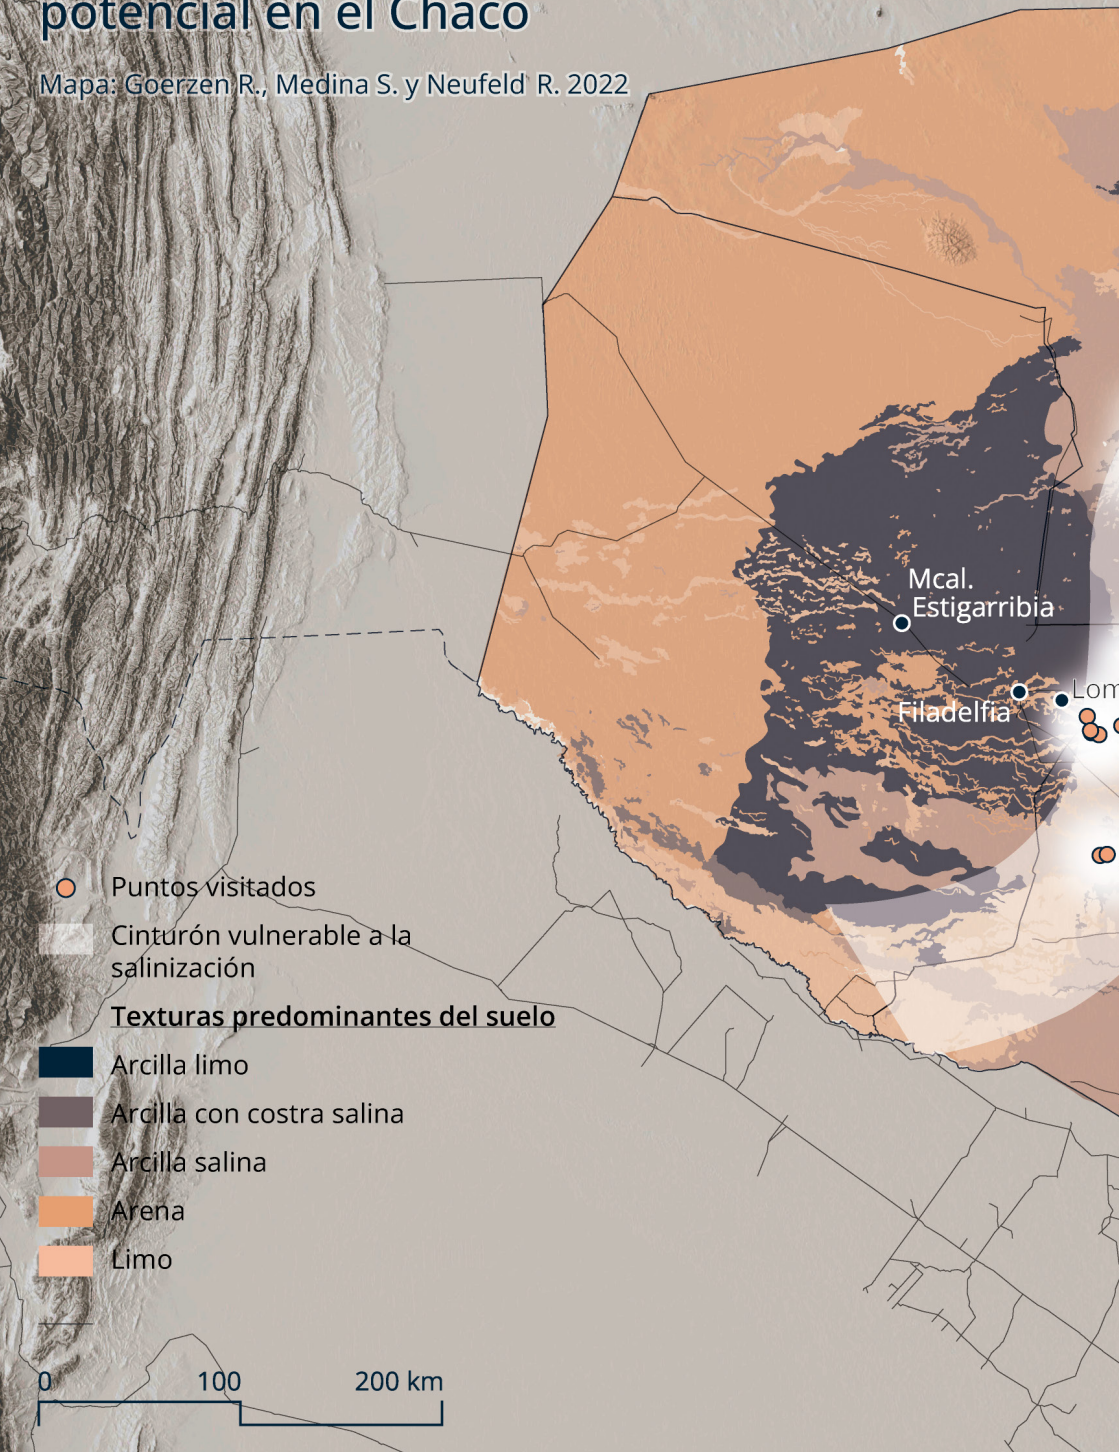 potencial en el Chaco
Mapa: Goerzen R., Medina S. y Neufeld R. 2022
Mcal.
Estigarribia
Lom
Filadelfia
Puntos visitados
Cinturón vulnerable a la
salinización
Texturas predominantes del suelo
Arcilla limo
Arcilla con costra salina
Arcilla salina
Arena
Limo
0 100 200 km